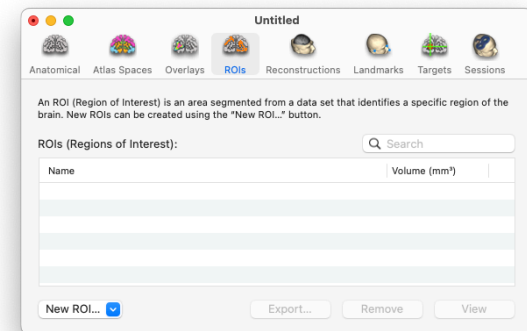 Untitled
Anatomical Atlas Spaces Overlays ROIs Reconstructions Landmarks Targets Sessions
An ROI (Region of Interest) is an area segmented from a data set that identifies a specific region of the
brain. New ROIs can be created using the “New ROI...” button.
ROIs (Regions of Interest):
Search
Name Volume (mm³)
New ROI... Export... Remove View